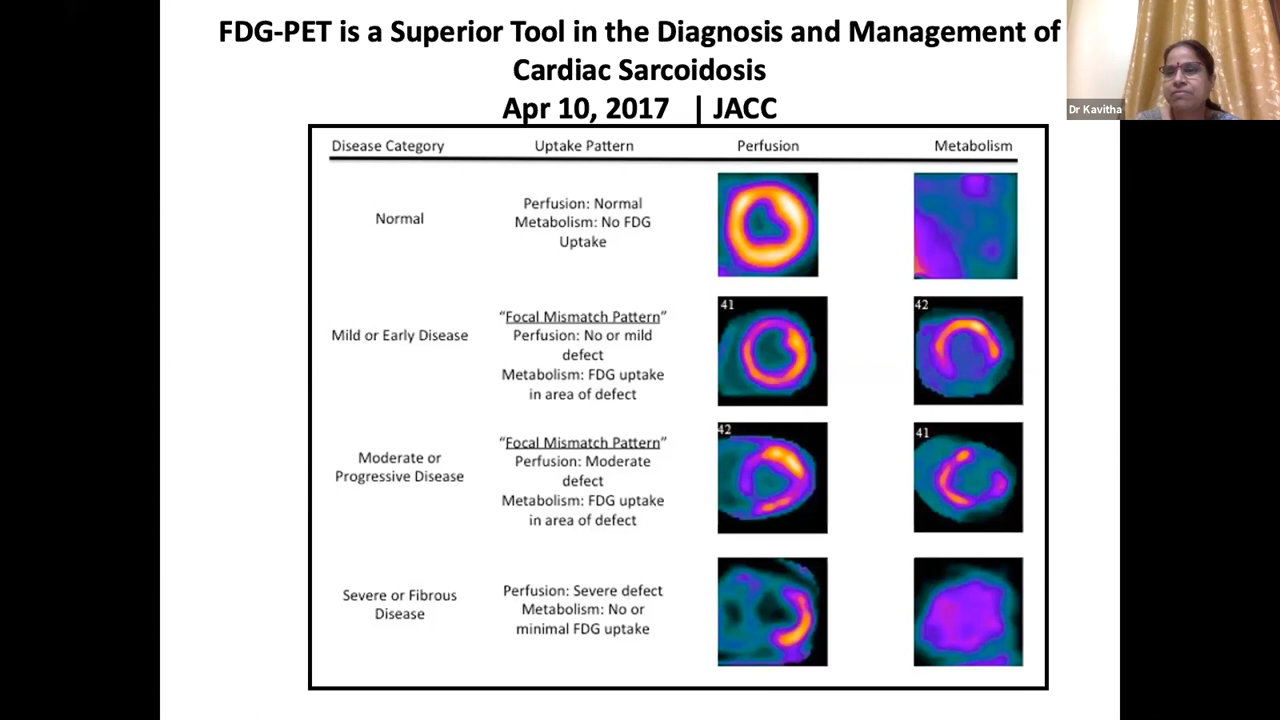 FDG-PET is a Superior Tool in the Diagnosis and Management of
Cardiac Sarcoidosis
Apr 10, 2017 | JACC
Dr Kavitha
Disease Category Uptake Pattern Perfusion Metabolism
Normal
Perfusion: Normal
Metabolism: No FDG
Uptake
Mild or Early Disease
“Focal Mismatch Pattern”
Perfusion: No or mild
defect
Metabolism: FDG uptake
in area of defect
41
42
Moderate or
Progressive Disease
“Focal Mismatch Pattern”
Perfusion: Moderate
defect
Metabolism: FDG uptake
in area of defect
42
41
Severe or Fibrous
Disease
Perfusion: Severe defect
Metabolism: No or
minimal FDG uptake